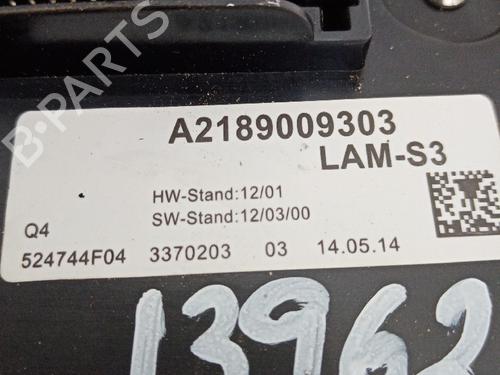 B-PARTS
A2189009303
LAM-S3
HW-Stand:12/01
SW-Stand:12/03/00
Q4
524744F04 3370203 03 14.05.14
13962